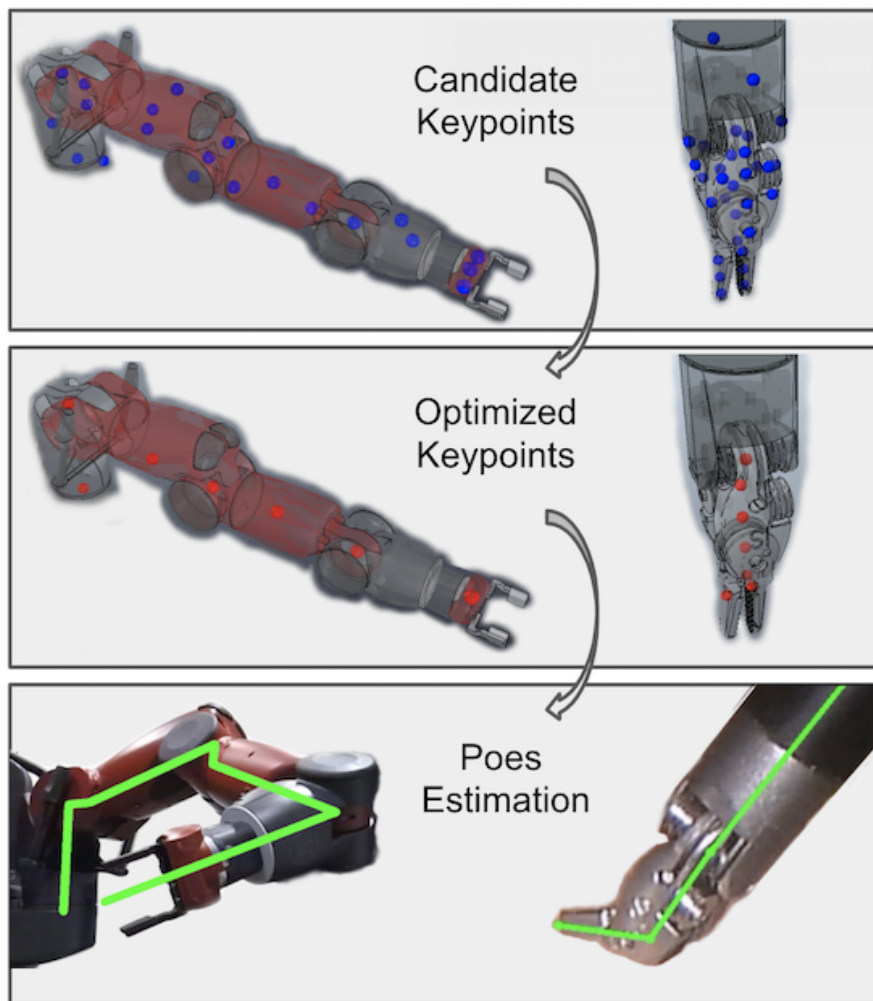 Candidate
Keypoints
Optimized
Keypoints
Poes
Estimation